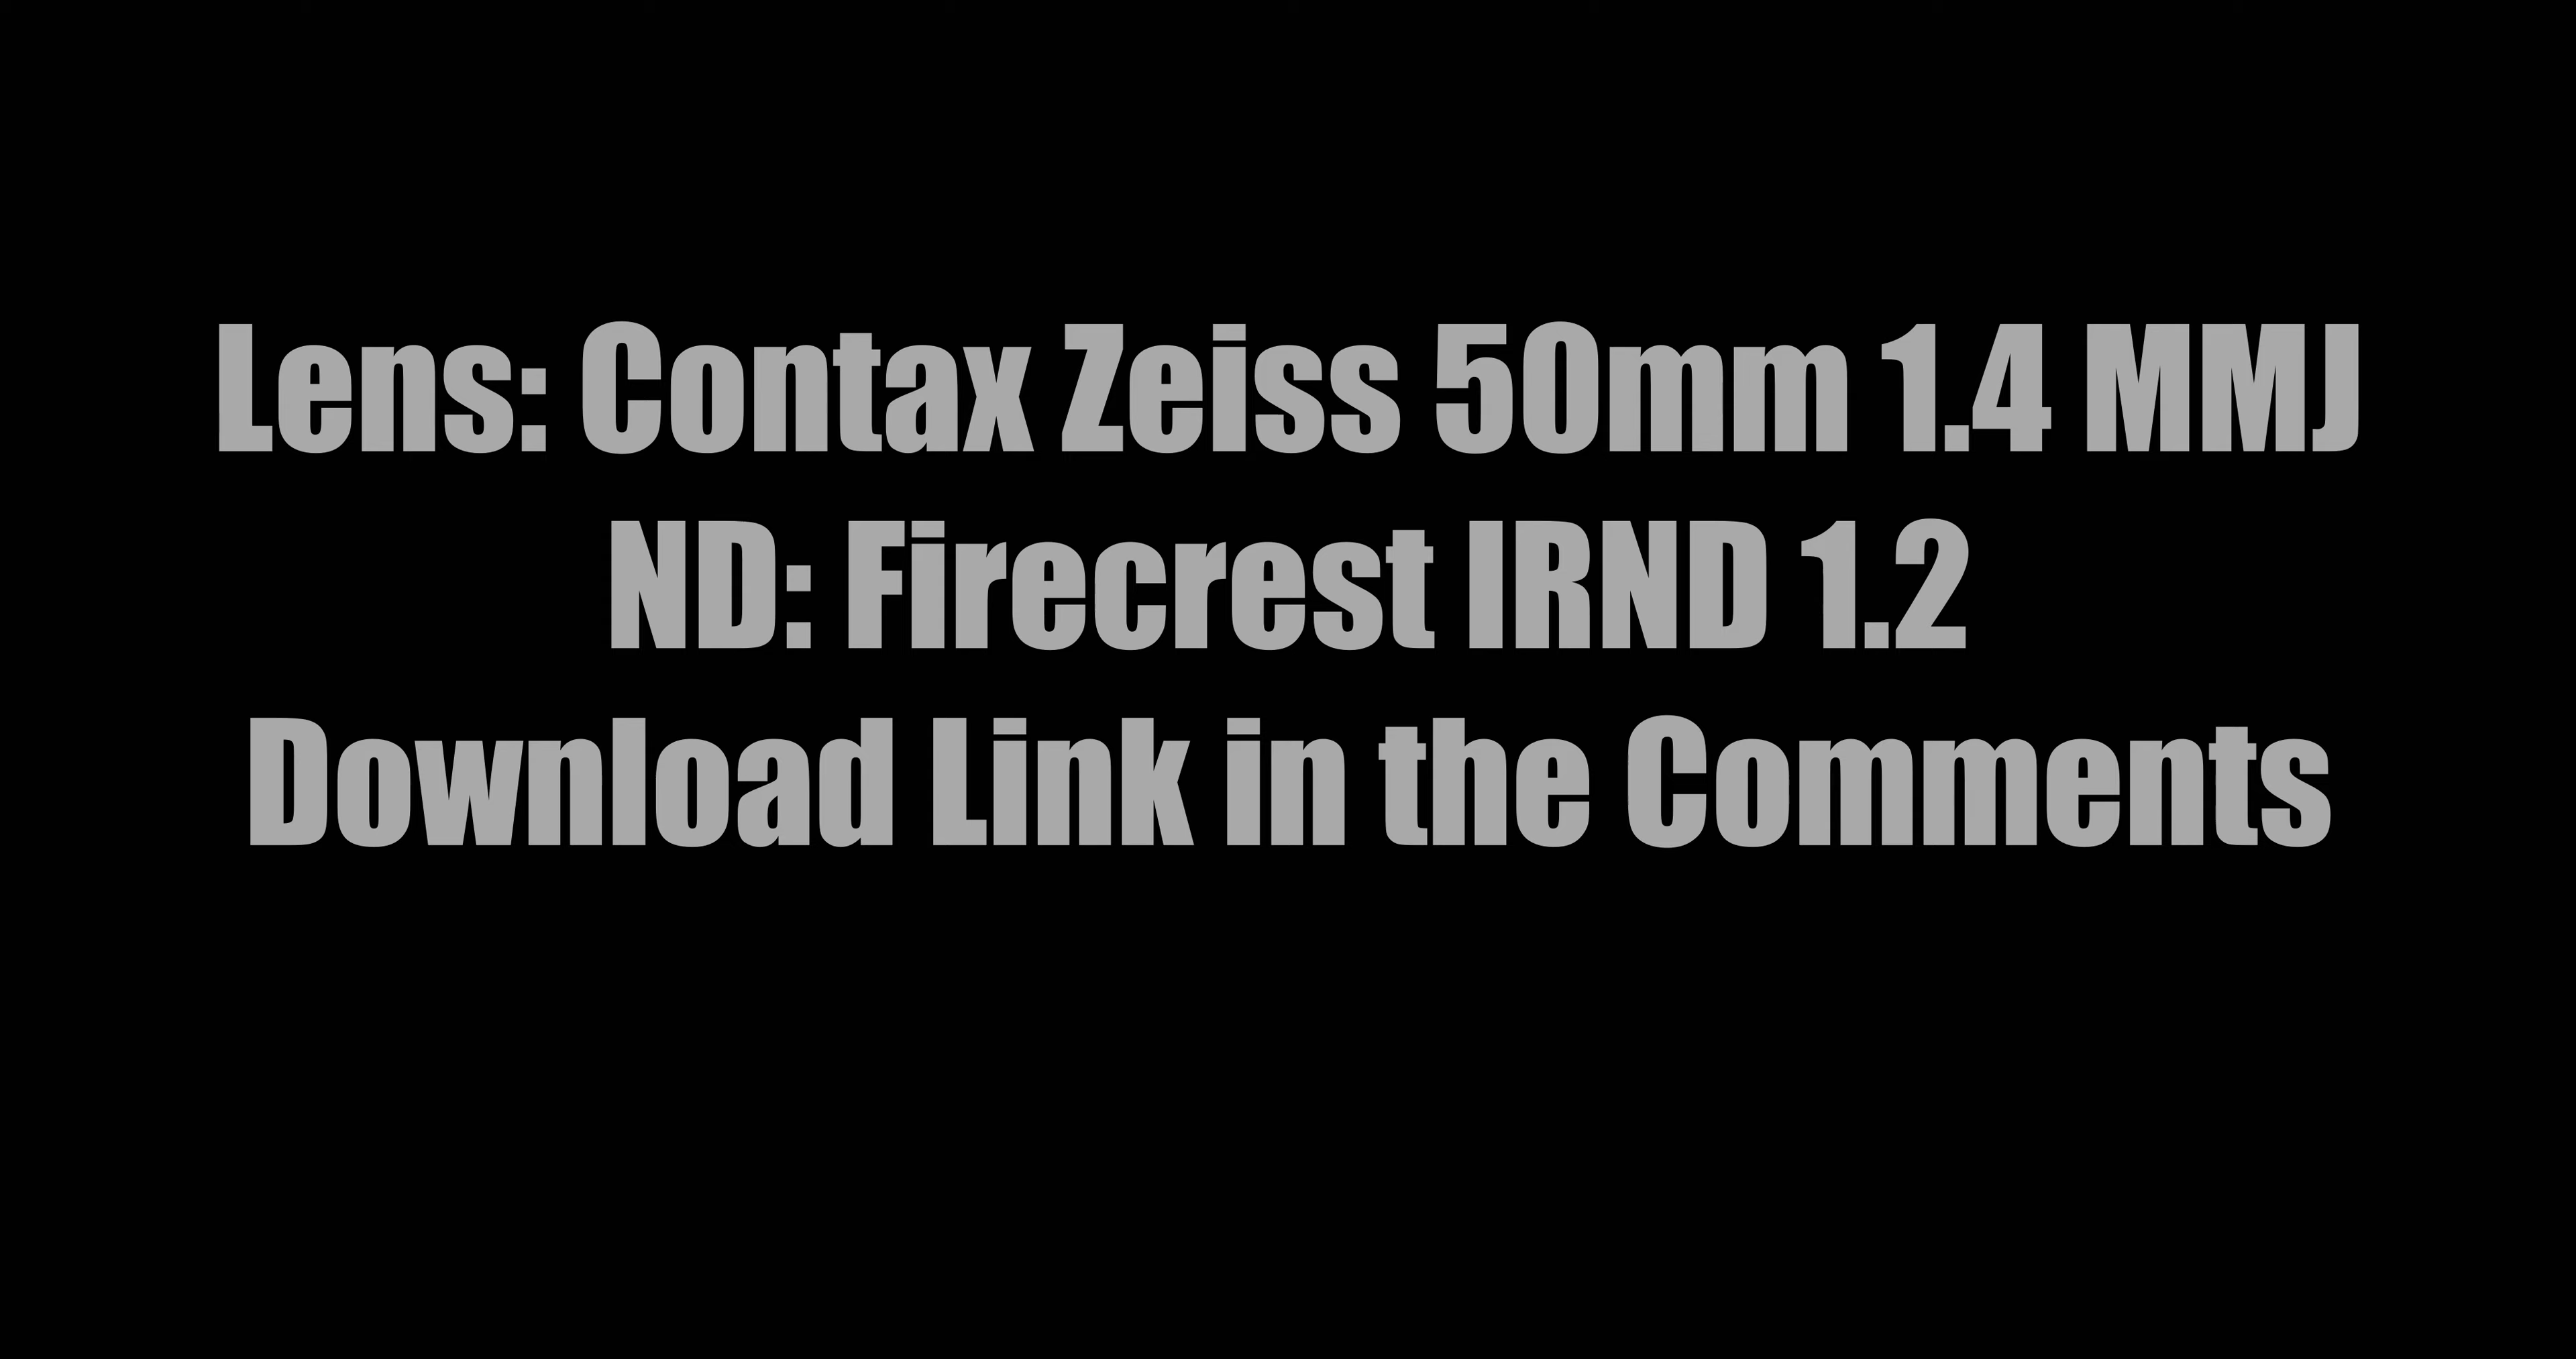 Lens: Contax Zeiss 50mm 1.4 MMJ
ND: Firecrest IRND 1.2
Download Link in the Comments